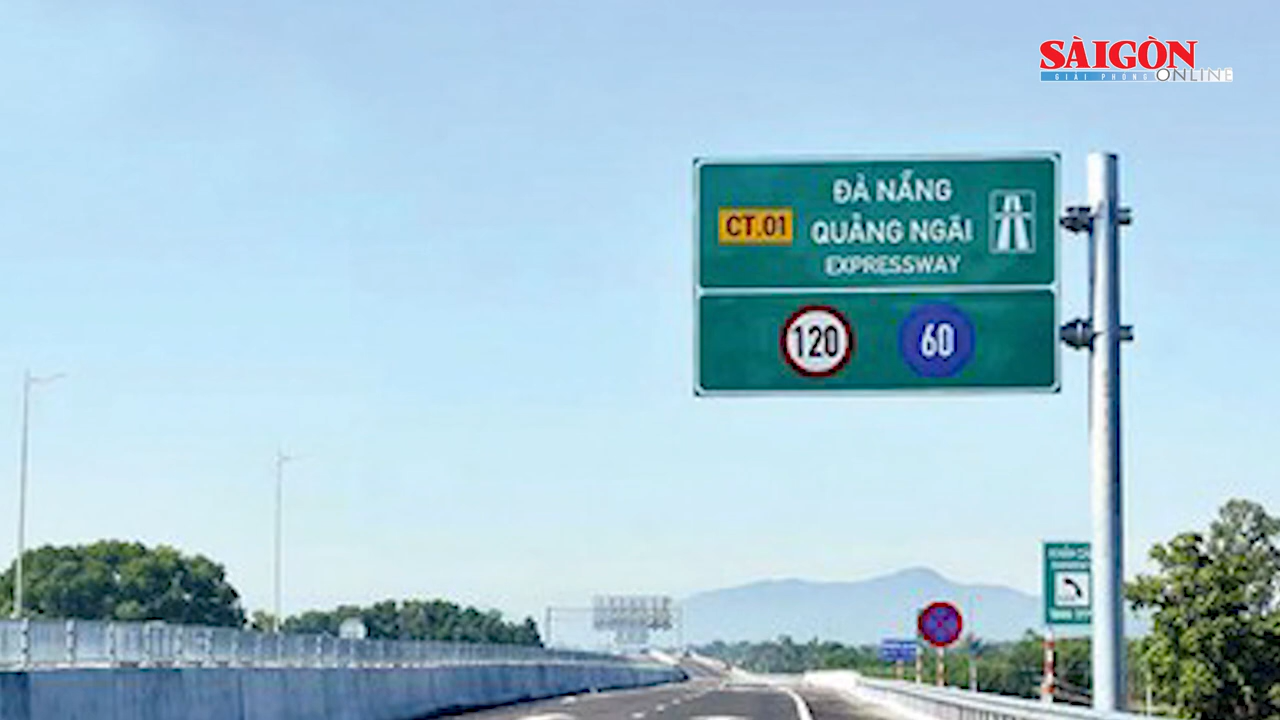 SÀIGÒN
GIẢI PHÓNG ONLINE
ĐÀ NẴNG
CT.01
QUẢNG NGÃI
EXPRESSWAY
120
60